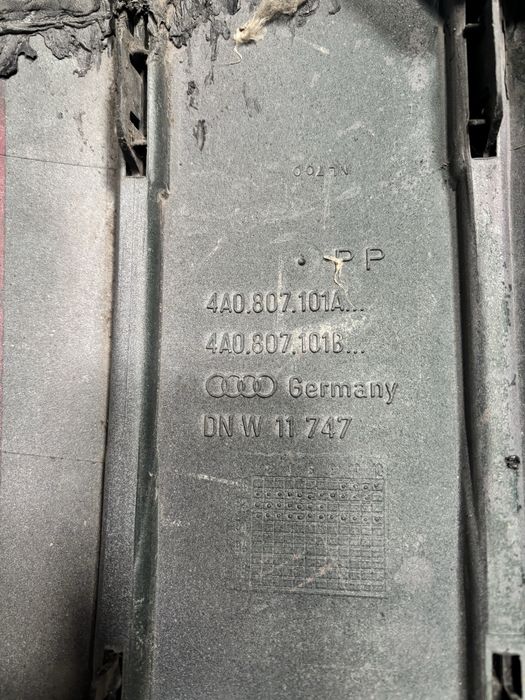 PP
4A0.807.101A...
4A0.807.101B...
Germany
DN W 11 747